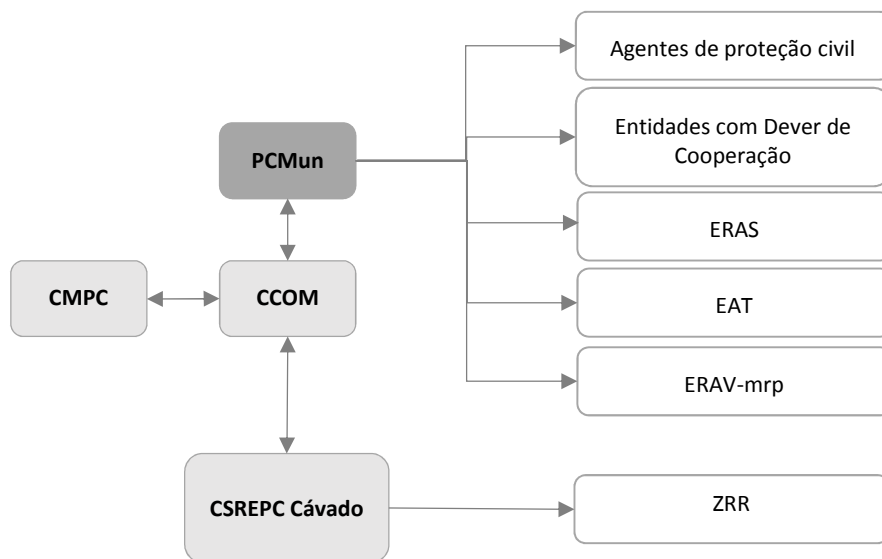 Agentes de proteção civil
Entidades com Dever de
Cooperação
PCMun
ERAS
CMPC
CCOM
EAT
ERAV-mrp
CSREPC Cávado
ZRR